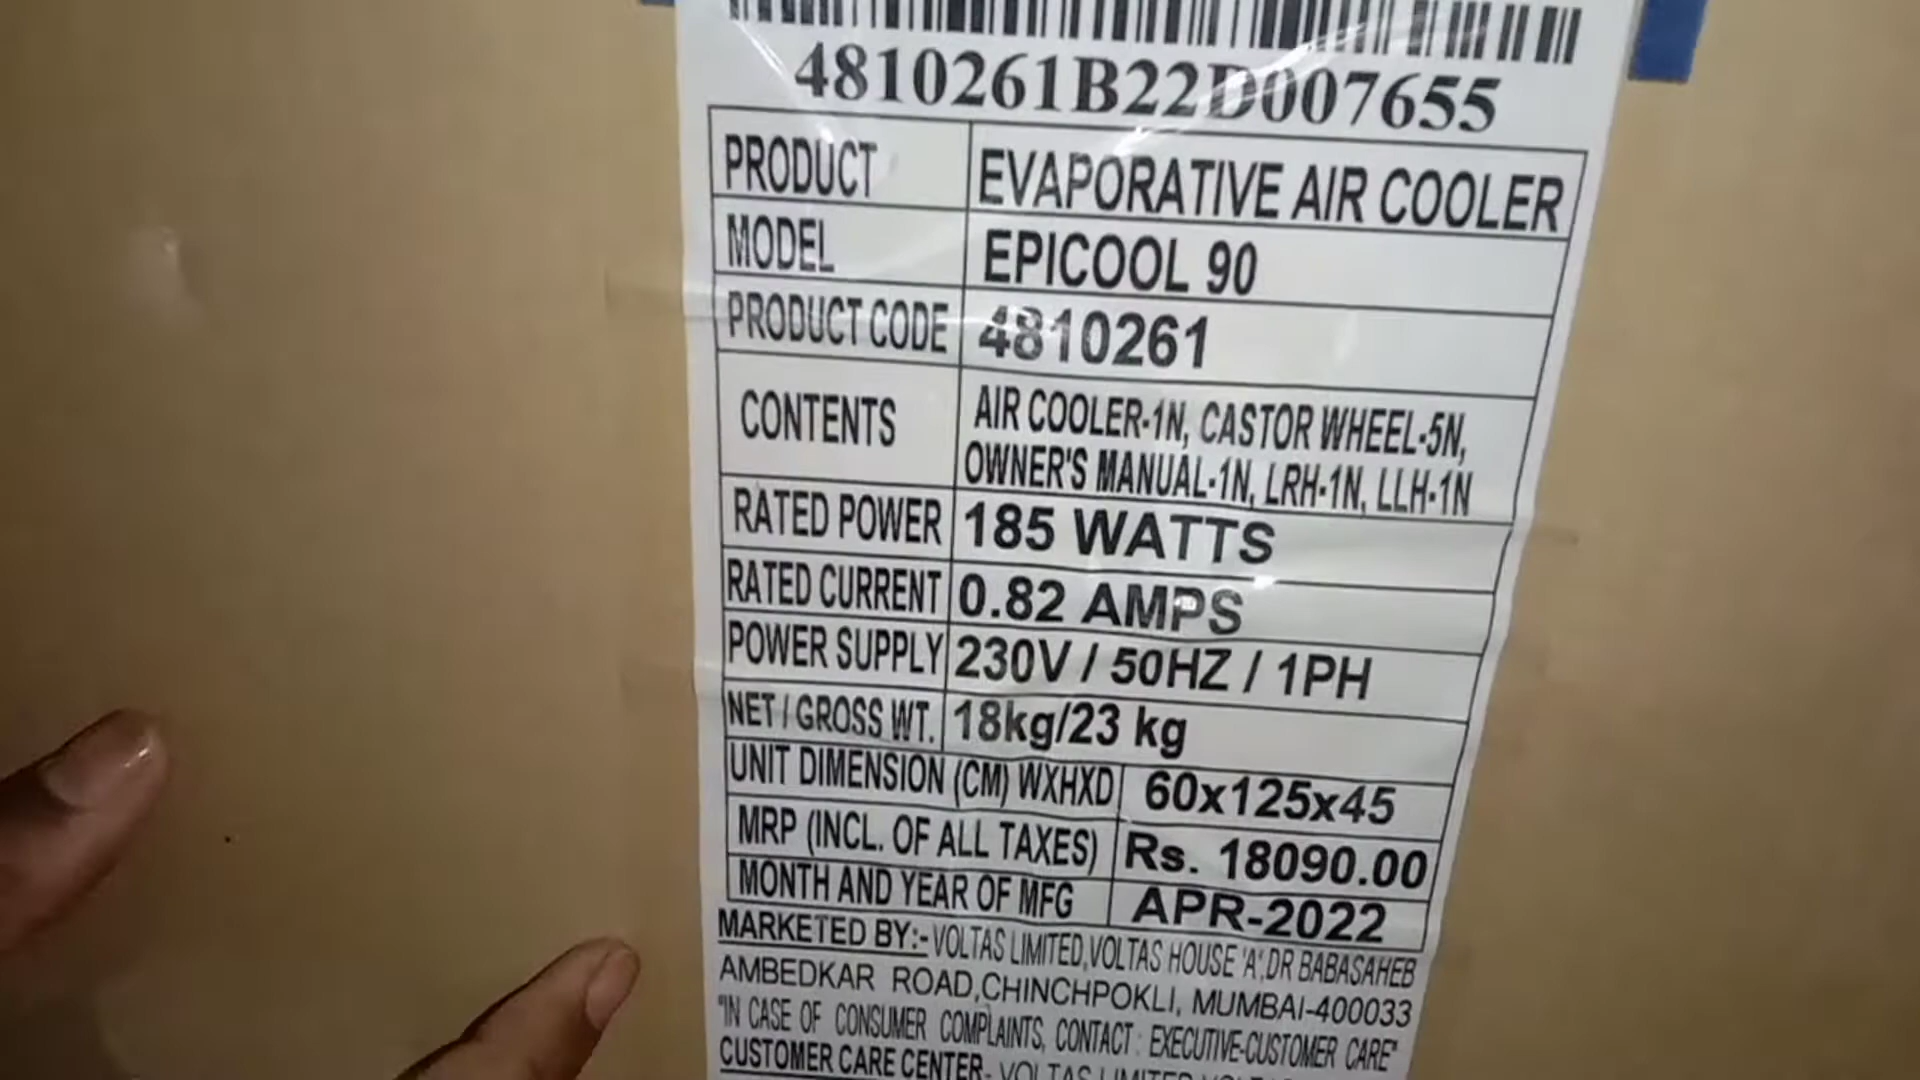 4810261B22D007655
PRODUCT EVAPORATIVE AIR COOLER
MODEL EPICOOL 90
PRODUCT CODE 4810261
CONTENTS AIR COOLER-1N, CASTOR WHEEL-5N,
OWNER'S MANUAL-1N, LRH-1N, LLH-1N
RATED POWER 185 WATTS
RATED CURRENT 0.82 AMPS
POWER SUPPLY 230V / 50HZ / 1PH
NET / GROSS WT. 18kg/23 kg
UNIT DIMENSION (CM) WXHXD 60x125x45
MRP (INCL. OF ALL TAXES) Rs. 18090.00
MONTH AND YEAR OF MFG APR-2022
MARKETED BY:- VOLTAS LIMITED,VOLTAS HOUSE 'A',DR BABASAHEB
AMBEDKAR ROAD,CHINCHPOKLI, MUMBAI-400033
"IN CASE OF CONSUMER COMPLAINTS, CONTACT : EXECUTIVE-CUSTOMER CARE"
CUSTOMER CARE CENTER- VOLTAS LIMITED